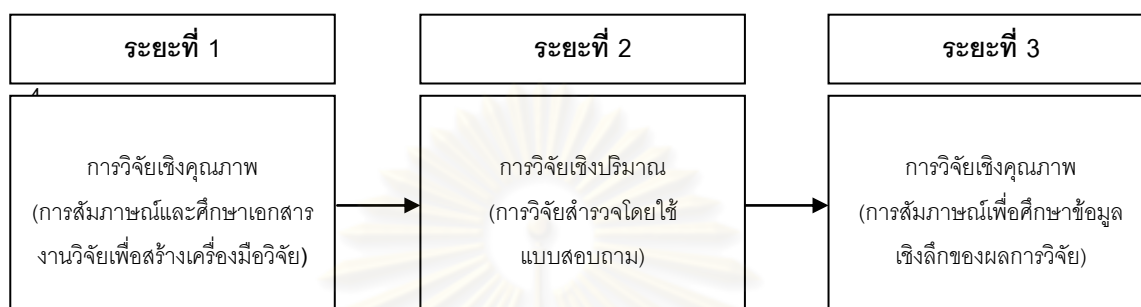 ระยะที่ 1
ระยะที่ 2
ระยะที่ 3
การวิจัยเชิงคุณภาพ
(การสัมภาษณ์และศึกษาเอกสาร
งานวิจัยเพื่อสร้างเครื่องมือวิจัย)
การวิจัยเชิงปริมาณ
(การวิจัยสำรวจโดยใช้
แบบสอบถาม)
การวิจัยเชิงคุณภาพ
(การสัมภาษณ์เพื่อศึกษาข้อมูล
เชิงลึกของผลการวิจัย)